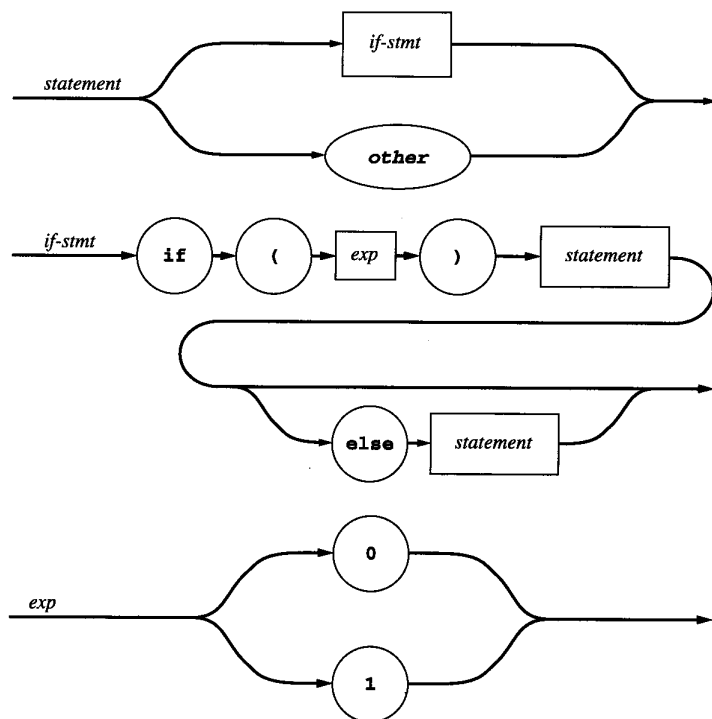 if-stmt
statement
other
if-stmt
if ( exp ) statement
else statement
0
exp
1